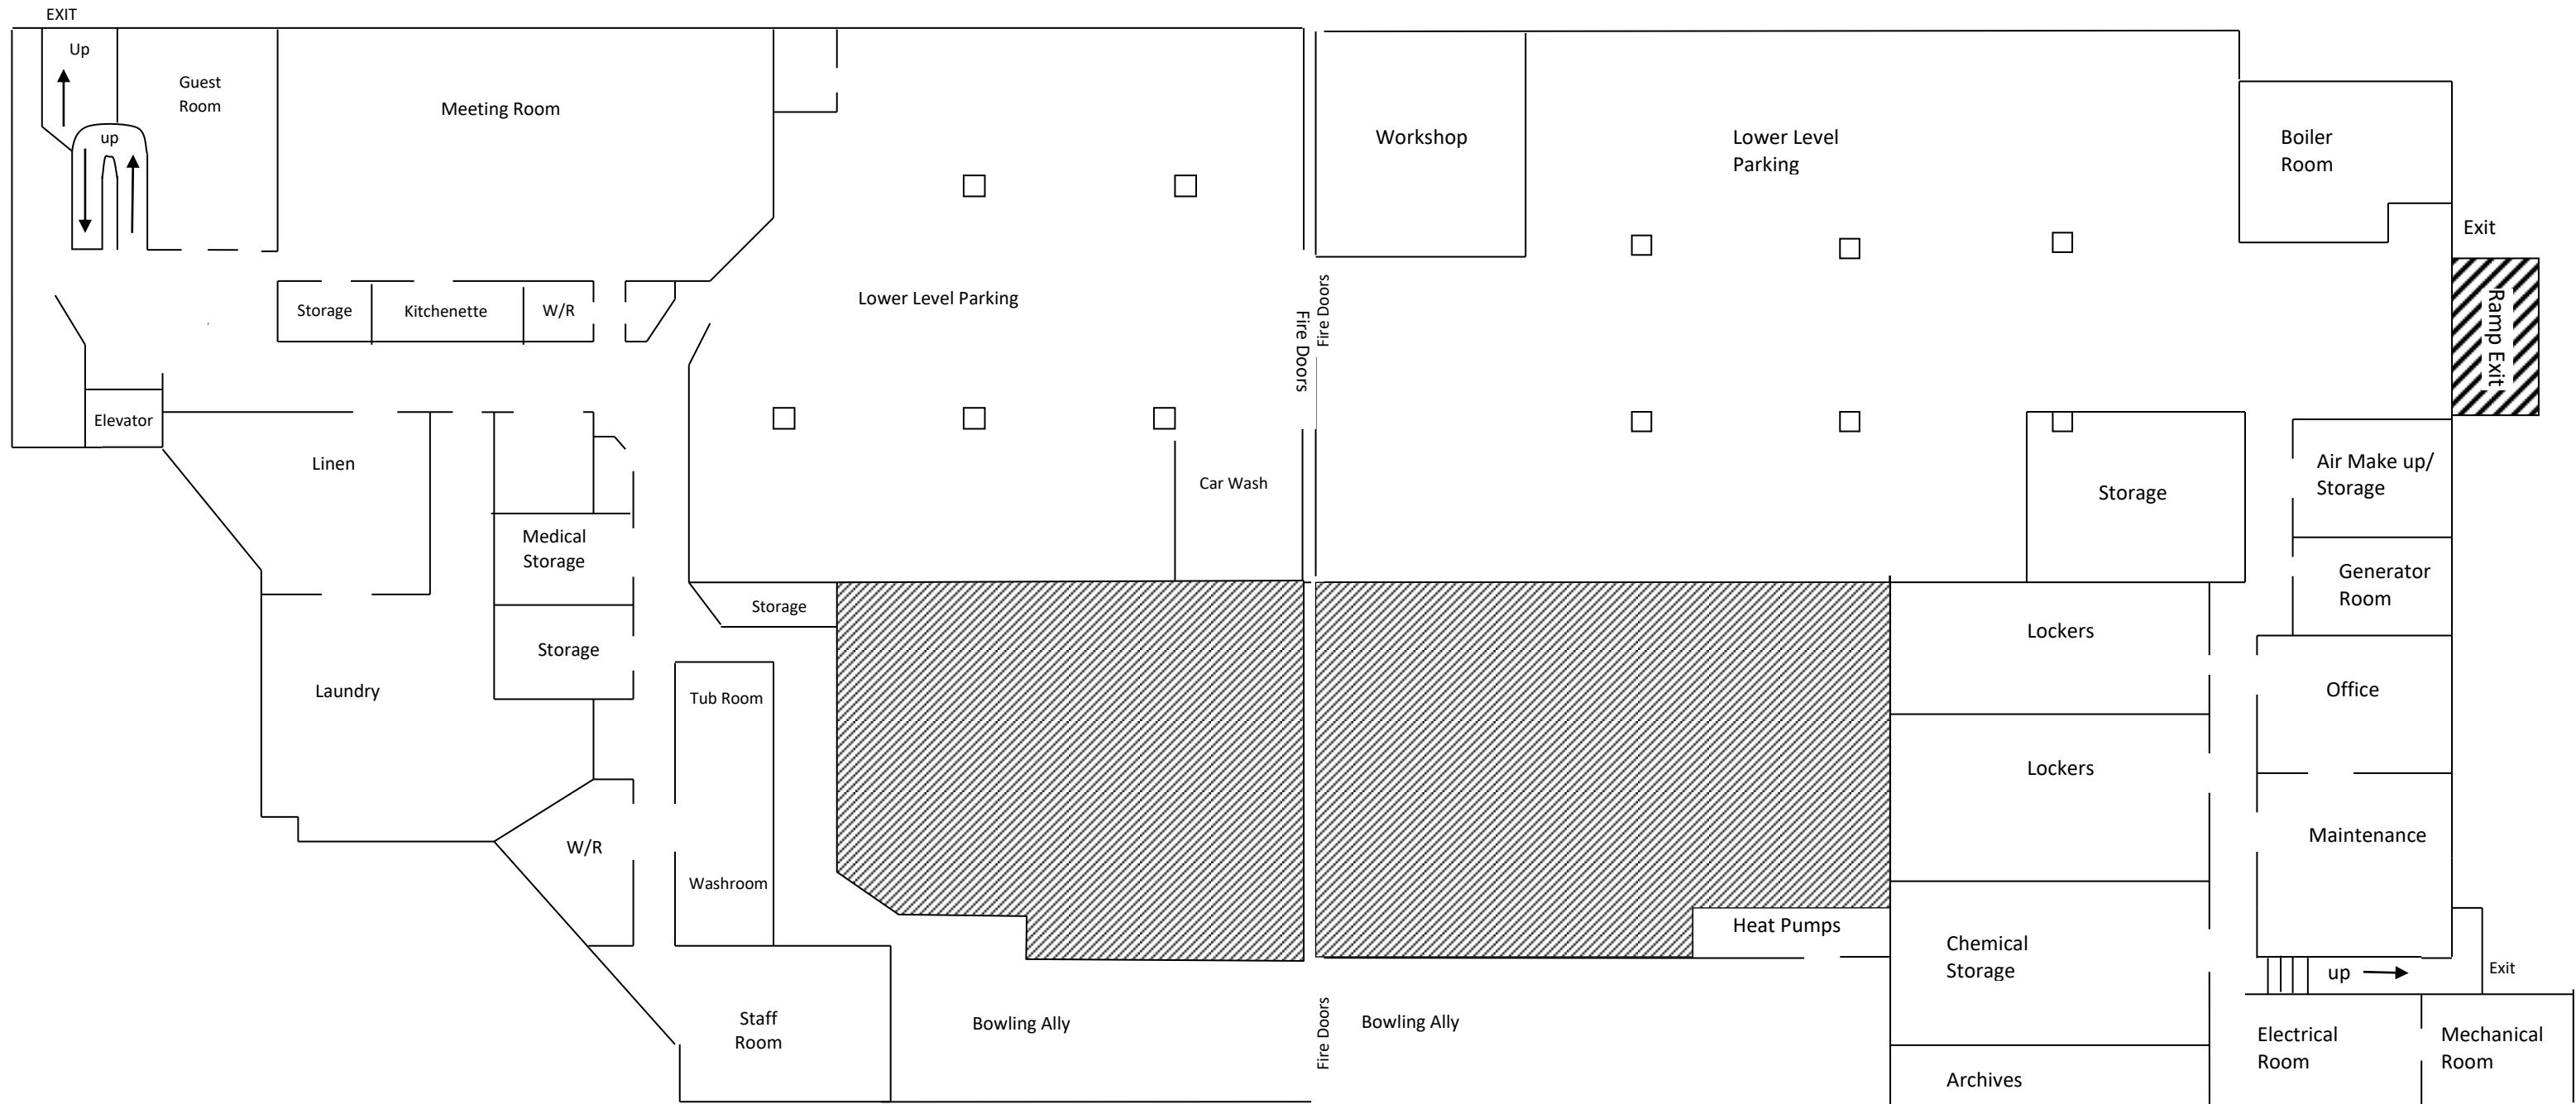 EXIT
Up
Guest
Room
up
Meeting Room
Workshop
Lower Level
Parking
Boiler
Room
Exit
Storage
Kitchenette
W/R
Lower Level Parking
Fire Doors
Fire Doors
Ramp Exit
Elevator
Linen
Car Wash
Storage
Air Make up/
Storage
Medical
Storage
Storage
Generator
Room
Lockers
Storage
Laundry
Tub Room
Office
Lockers
W/R
Washroom
Maintenance
Heat Pumps
Chemical
Storage
up
Exit
Staff
Room
Bowling Ally
Fire Doors
Bowling Ally
Electrical
Room
Mechanical
Room
Archives